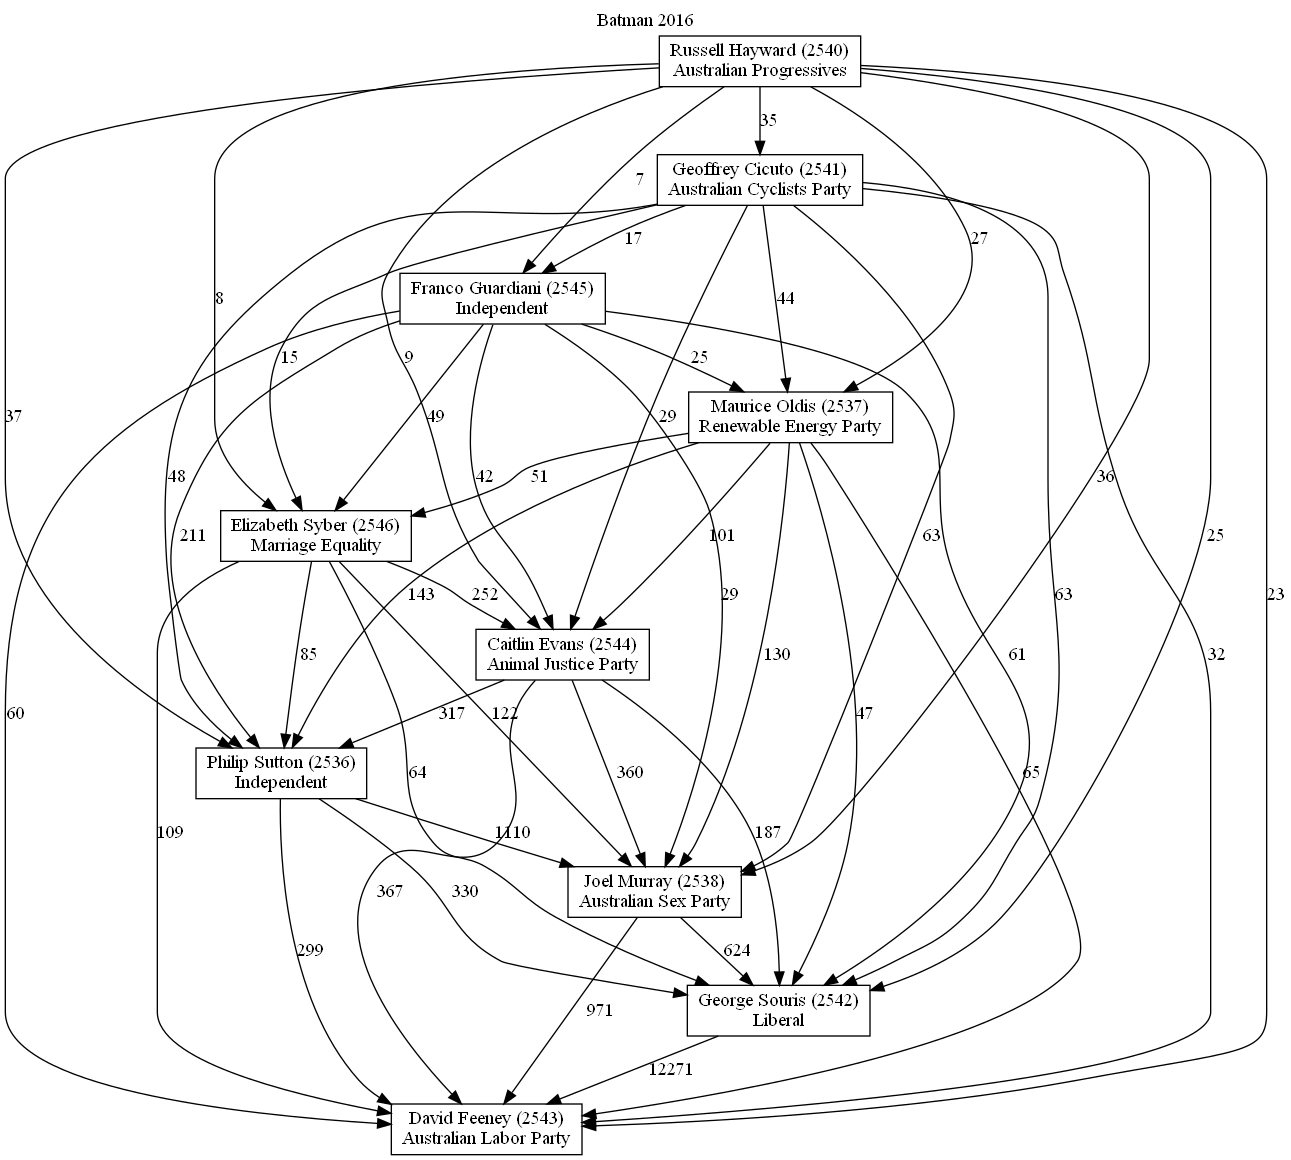 Batman 2016
Russell Hayward (2540)
Australian Progressives
35
Geoffrey Cicuto (2541)
Australian Cyclists Party
7
17
27
Franco Guardiani (2545)
Independent
8
44
15
9
25
Maurice Oldis (2537)
Renewable Energy Party
37
49
29
48
42
51
36
Elizabeth Syber (2546)
Marriage Equality
211
101
63
25
252
143
29
63
23
Caitlin Evans (2544)
Animal Justice Party
85
130
61
32
60
317
122
47
Philip Sutton (2536)
Independent
64
360
65
109
1110
187
Joel Murray (2538)
Australian Sex Party
367
330
299
624
George Souris (2542)
Liberal
971
12271
David Feeney (2543)
Australian Labor Party